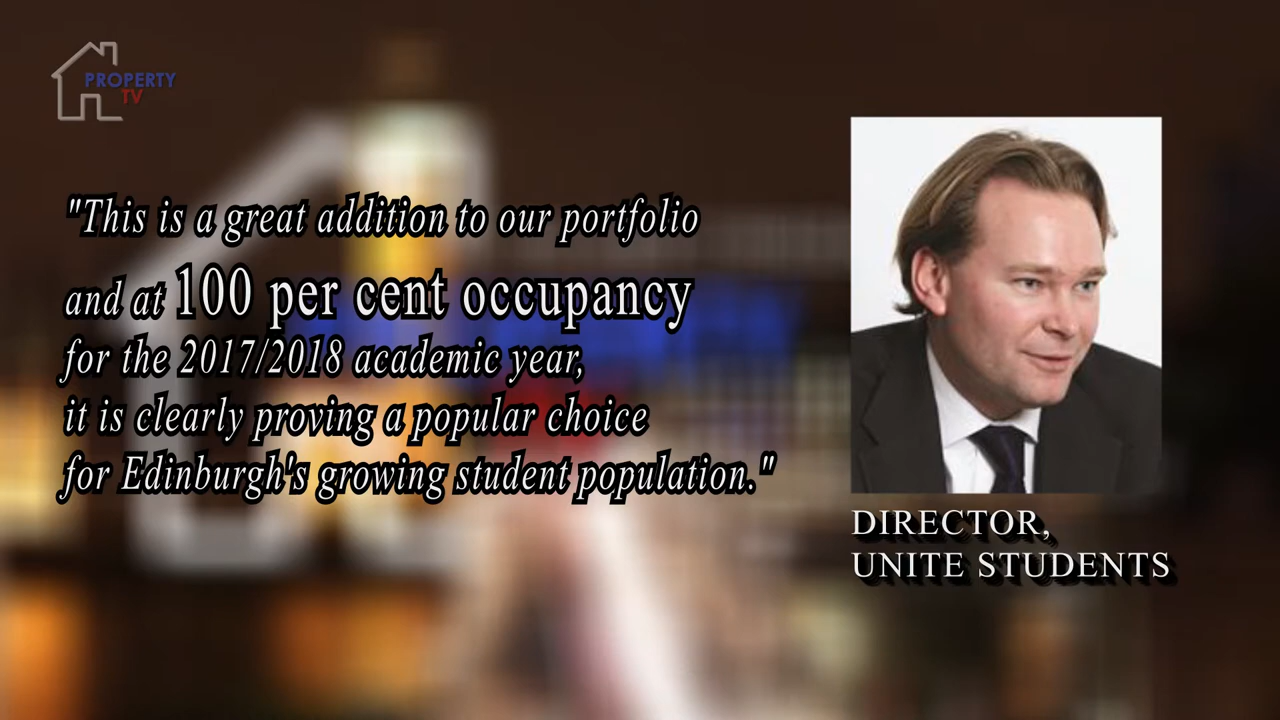 PROPERTY
TV
"This is a great addition to our portfolio
and at 100 per cent occupancy
for the 2017/2018 academic year,
it is clearly proving a popular choice
for Edinburgh's growing student population."
DIRECTOR,
UNITE STUDENTS